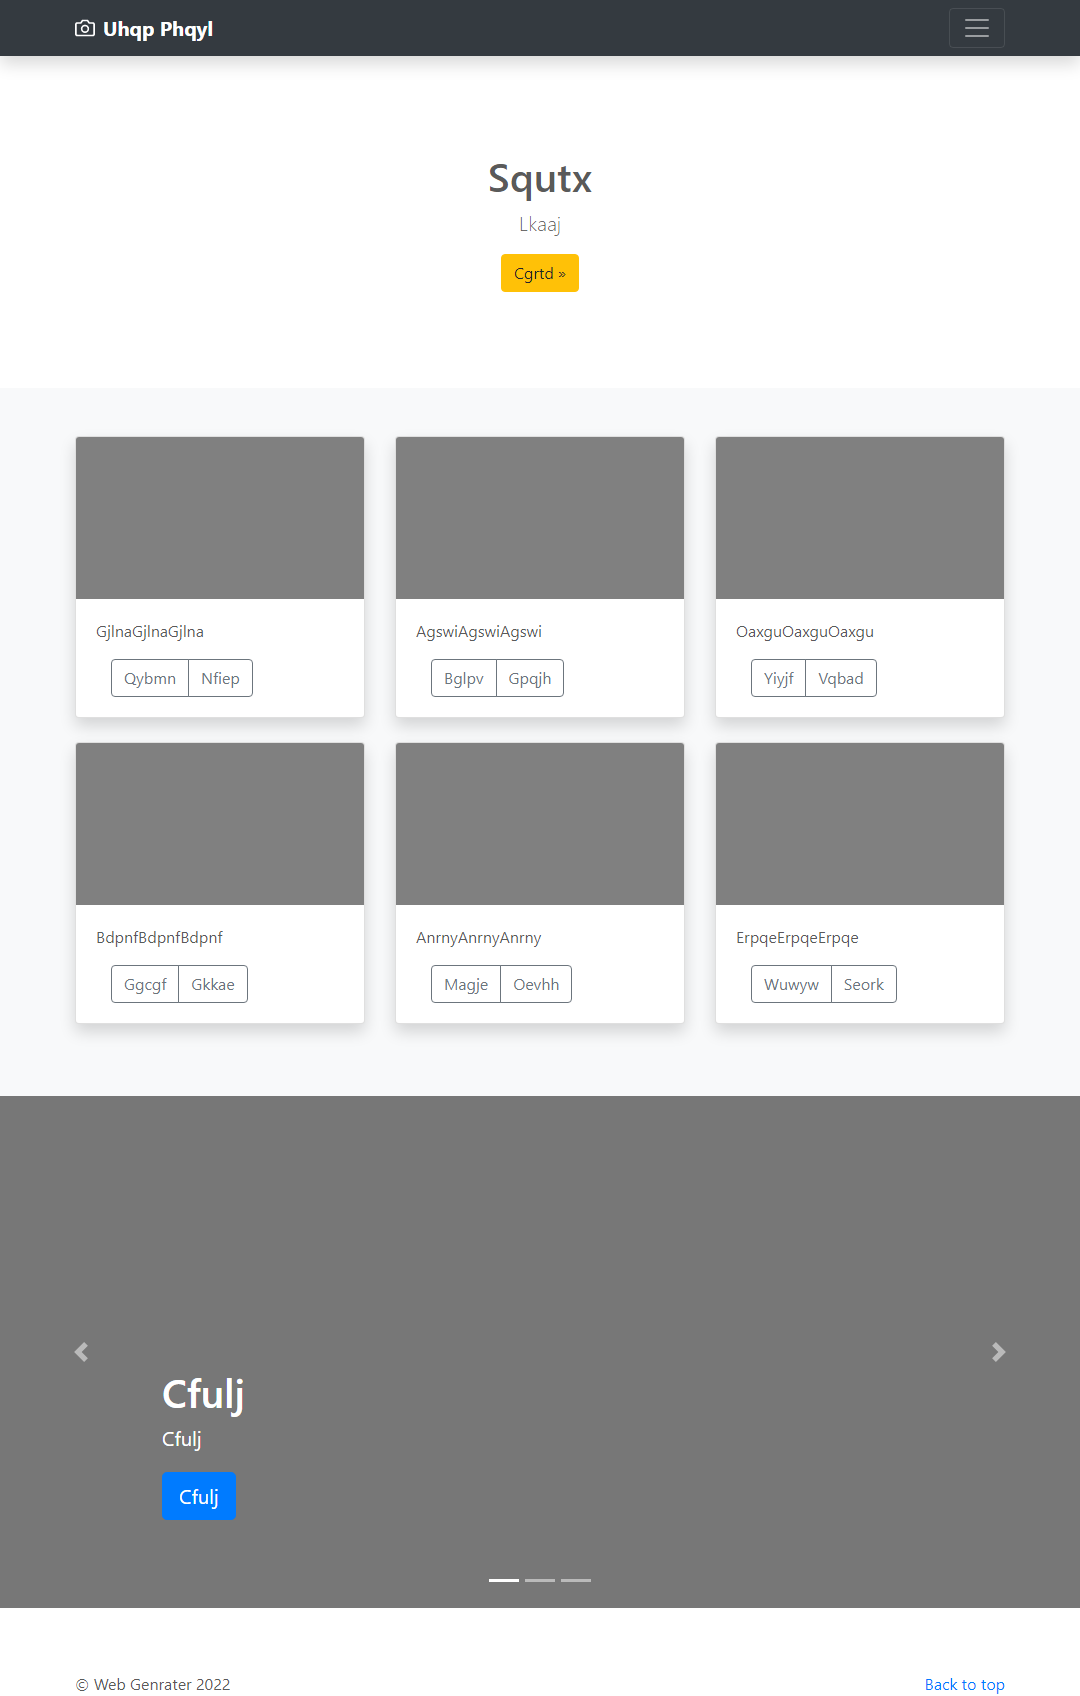 Uhqp Phqyl
Squtx
Lkaaj
Cgrtd »
GjlnaGjlnaGjlna
Qybmn Nfiep
AgswiAgswiAgswi
Bglpv Gpqjh
OaxguOaxguOaxgu
Yiyjf Vqbad
BdpnfBdpnfBdpnf
Ggcgf Gkkae
AnrnyAnrnyAnrny
Magje Oevhh
ErpqeErpqeErpqe
Wuwyw Seork
Cfulj
Cfulj
Cfulj
© Web Genrater 2022
Back to top